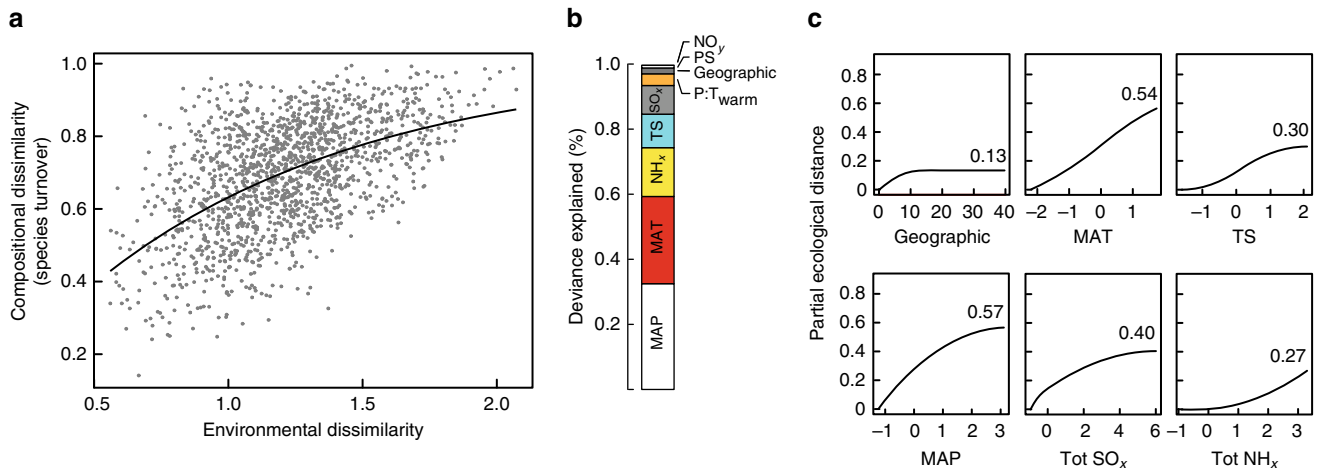 a
Compositional dissimilarity
(species turnover)
1.0
0.8
0.6
0.4
0.2
0.5
1.0
1.5
2.0
Environmental dissimilarity
b
Deviance explained (%)
1.0
0.8
0.6
0.4
0.2
NOy
PS
Geographic
P:Twarm
SOx
TS
NHx
MAT
MAP
c
Partial ecological distance
0.8
0.6
0.4
0.2
0
0.13
0 10 20 30 40
Geographic
0.54
–2 –1 0 1
MAT
0.30
–1 0 1 2
TS
0.8
0.6
0.4
0.2
0
0.57
–1 0 1 2 3
MAP
0.40
0 2 4 6
Tot SOx
0.27
–1 0 1 2 3
Tot NHx